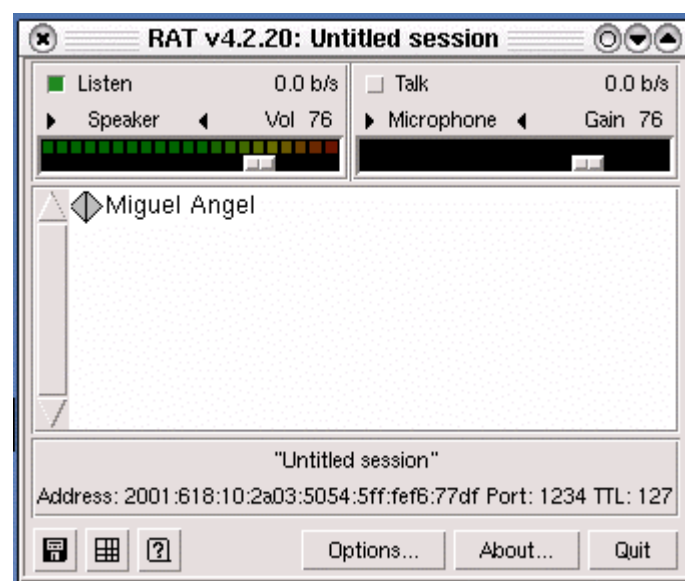 RAT v4.2.20: Untitled session
Listen 0.0 b/s Talk 0.0 b/s
Speaker Vol 76 Microphone Gain 76
Miguel Angel
"Untitled session"
Address: 2001:618:10:2a03:5054:5ff:fef6:77df Port: 1234 TTL: 127
Options... About... Quit